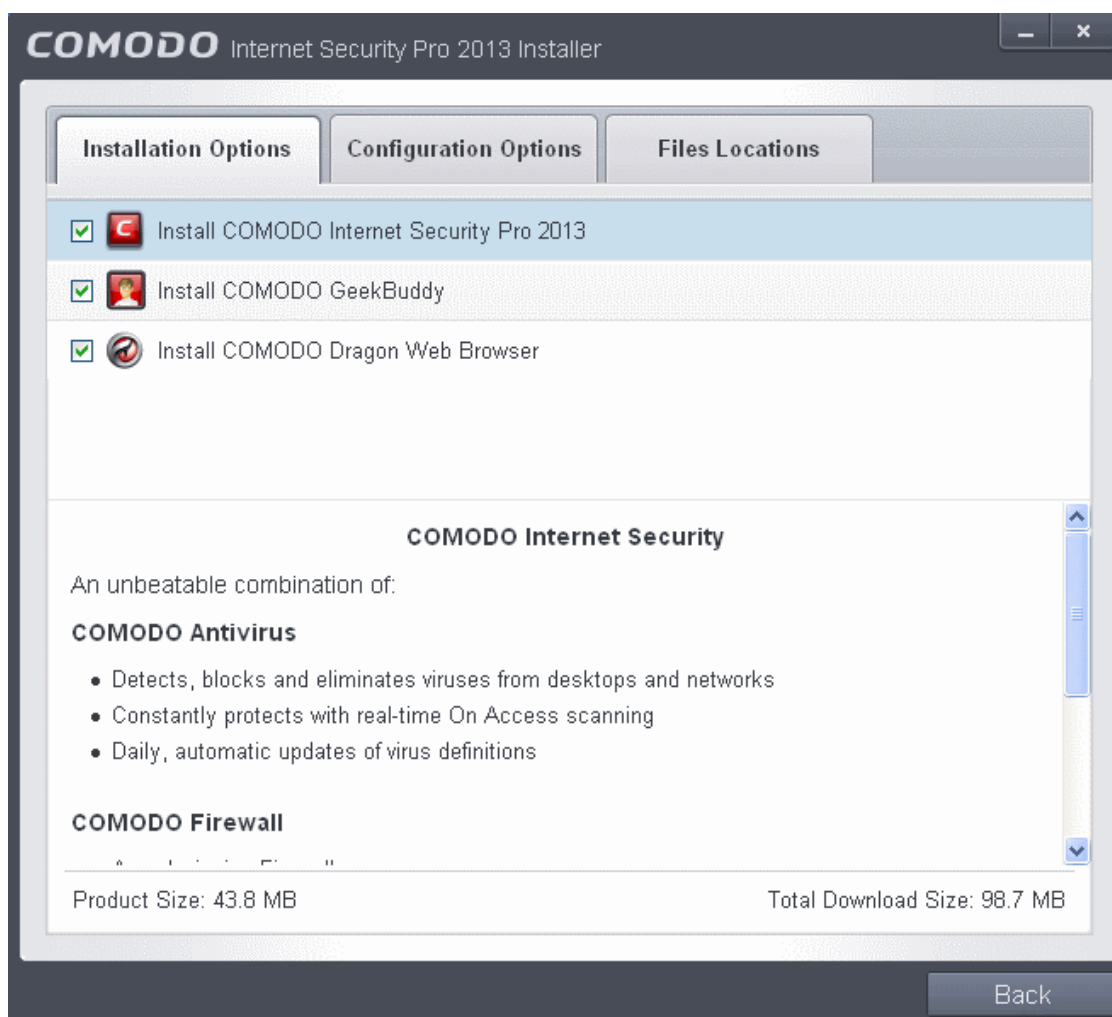 COMODO Internet Security Pro 2013 Installer
Installation Options
Configuration Options
Files Locations
Install COMODO Internet Security Pro 2013
Install COMODO GeekBuddy
Install COMODO Dragon Web Browser
COMODO Internet Security
An unbeatable combination of:
COMODO Antivirus
• Detects, blocks and eliminates viruses from desktops and networks
• Constantly protects with real-time On Access scanning
• Daily, automatic updates of virus definitions
COMODO Firewall
Product Size: 43.8 MB
Total Download Size: 98.7 MB
Back